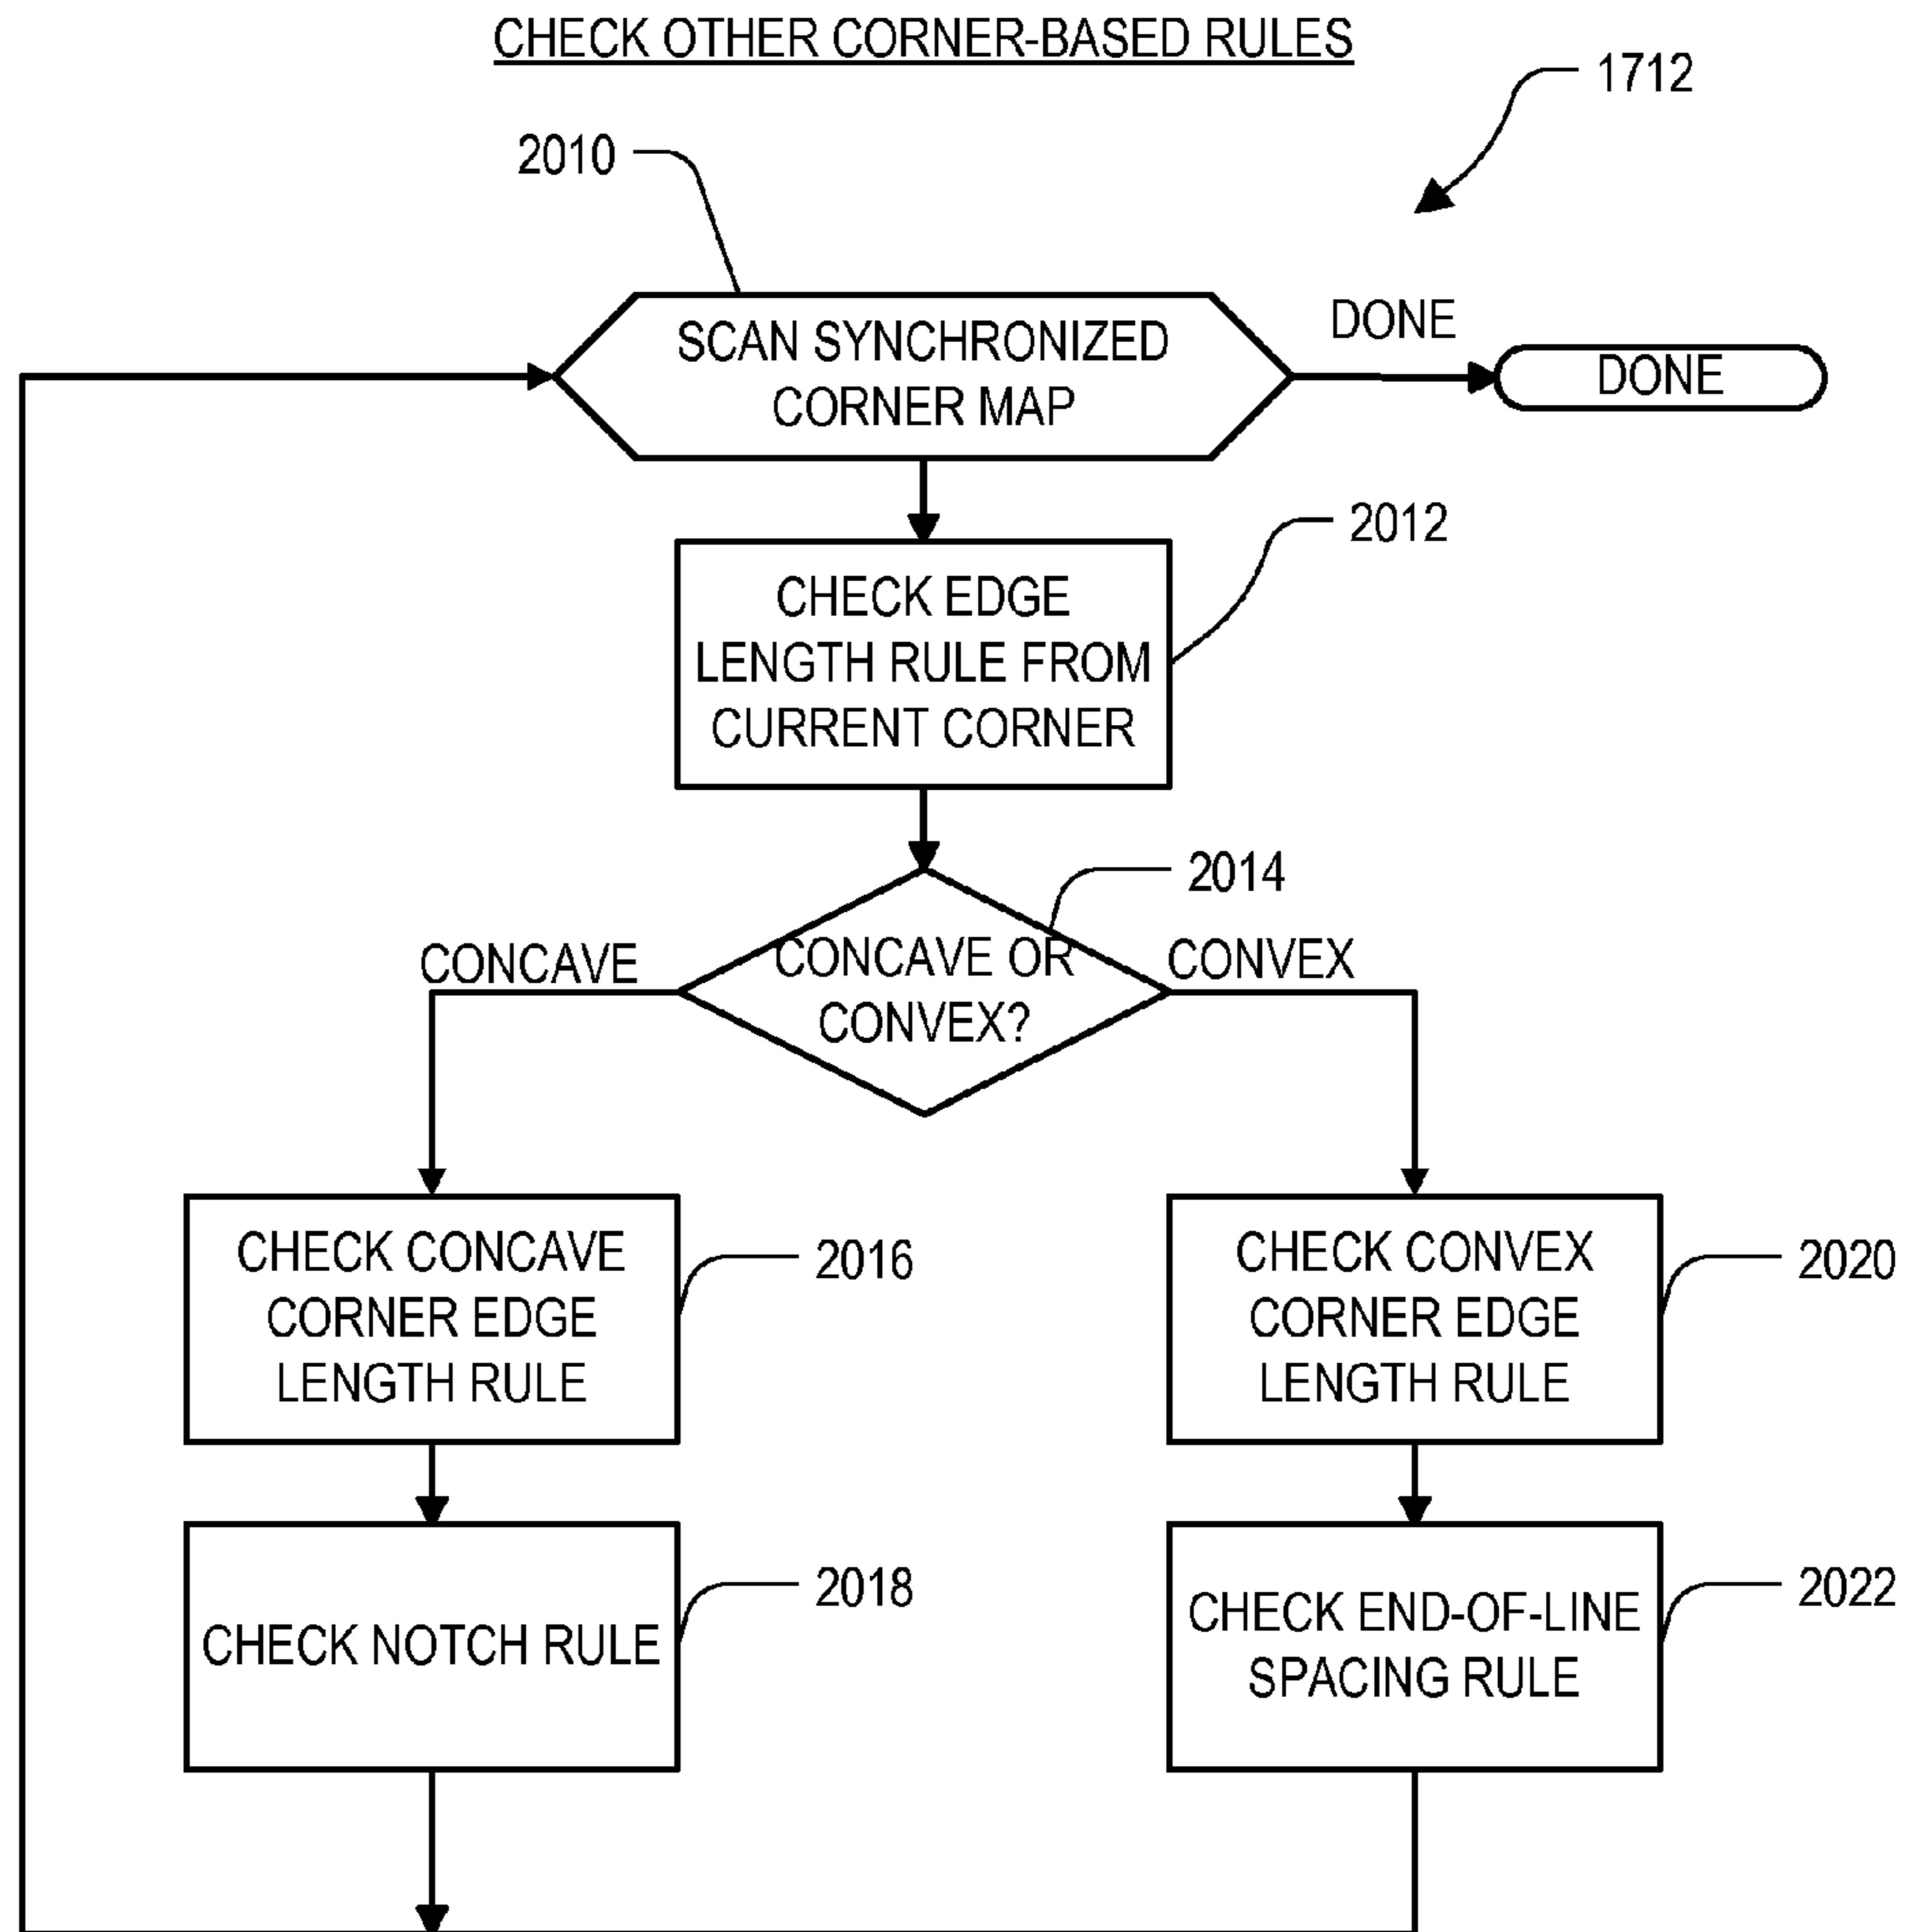 CHECK OTHER CORNER-BASED RULES
1712
2010
SCAN SYNCHRONIZED
CORNER MAP
DONE
DONE
2012
CHECK EDGE
LENGTH RULE FROM
CURRENT CORNER
2014
CONCAVE
CONCAVE OR
CONVEX?
CONVEX
CHECK CONCAVE
CORNER EDGE
LENGTH RULE
2016
CHECK CONVEX
CORNER EDGE
LENGTH RULE
2020
CHECK NOTCH RULE
2018
CHECK END-OF-LINE
SPACING RULE
2022